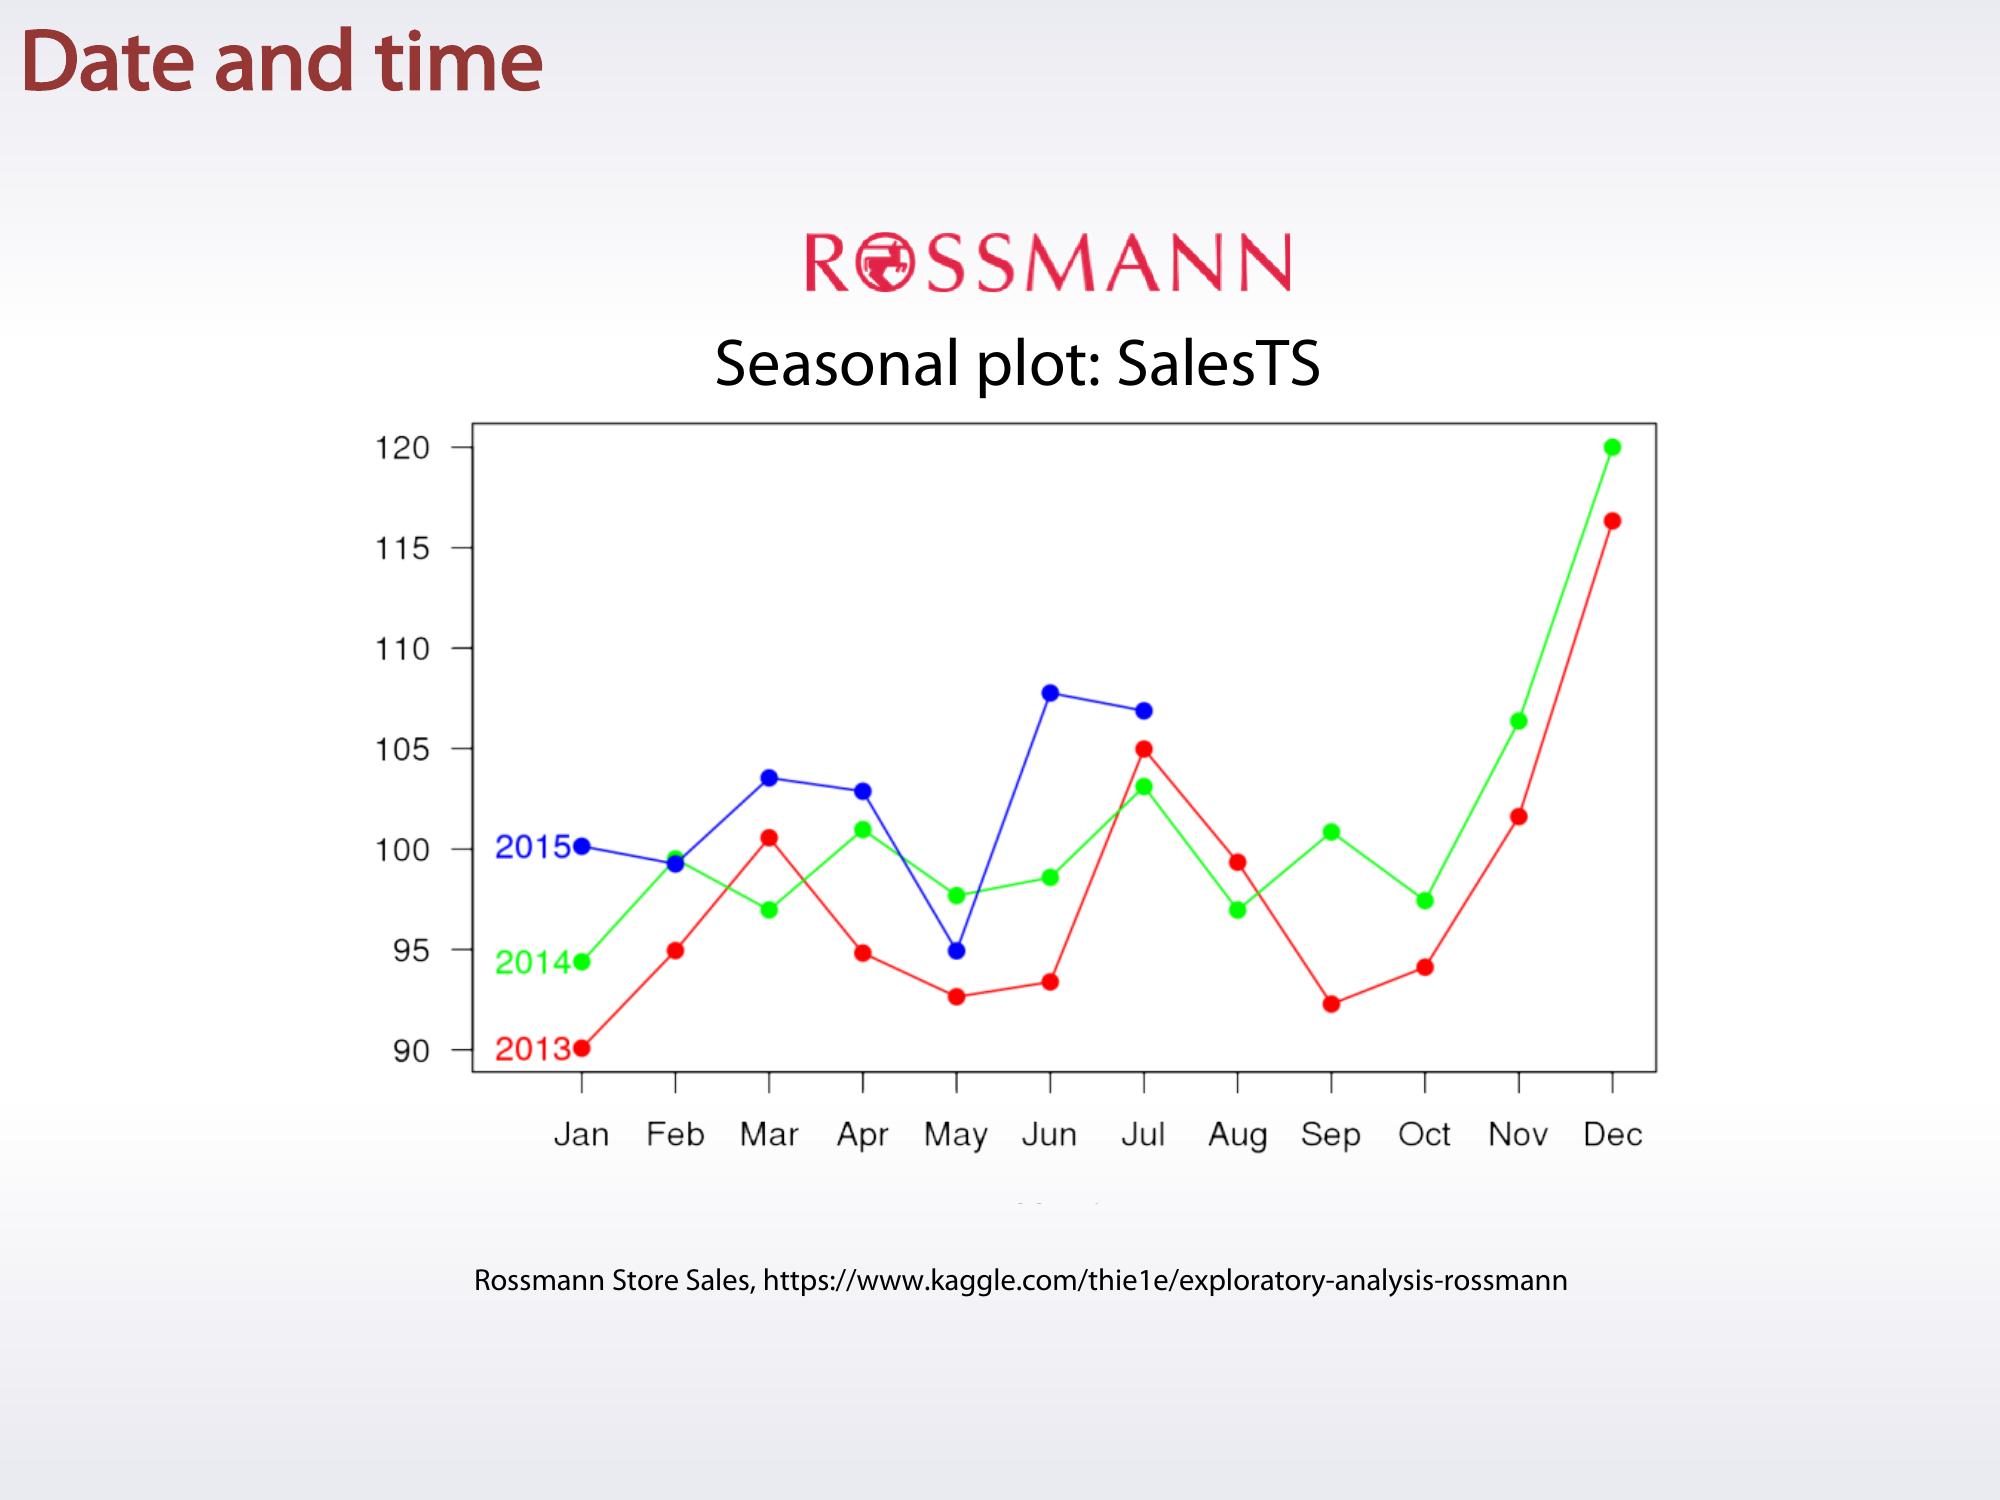 Date and time
ROSSMANN
Seasonal plot: SalesTS
120
115
110
105
100
95
90
2015
2014
2013
Jan Feb Mar Apr May Jun Jul Aug Sep Oct Nov Dec
Rossmann Store Sales, https://www.kaggle.com/thie1e/exploratory-analysis-rossmann